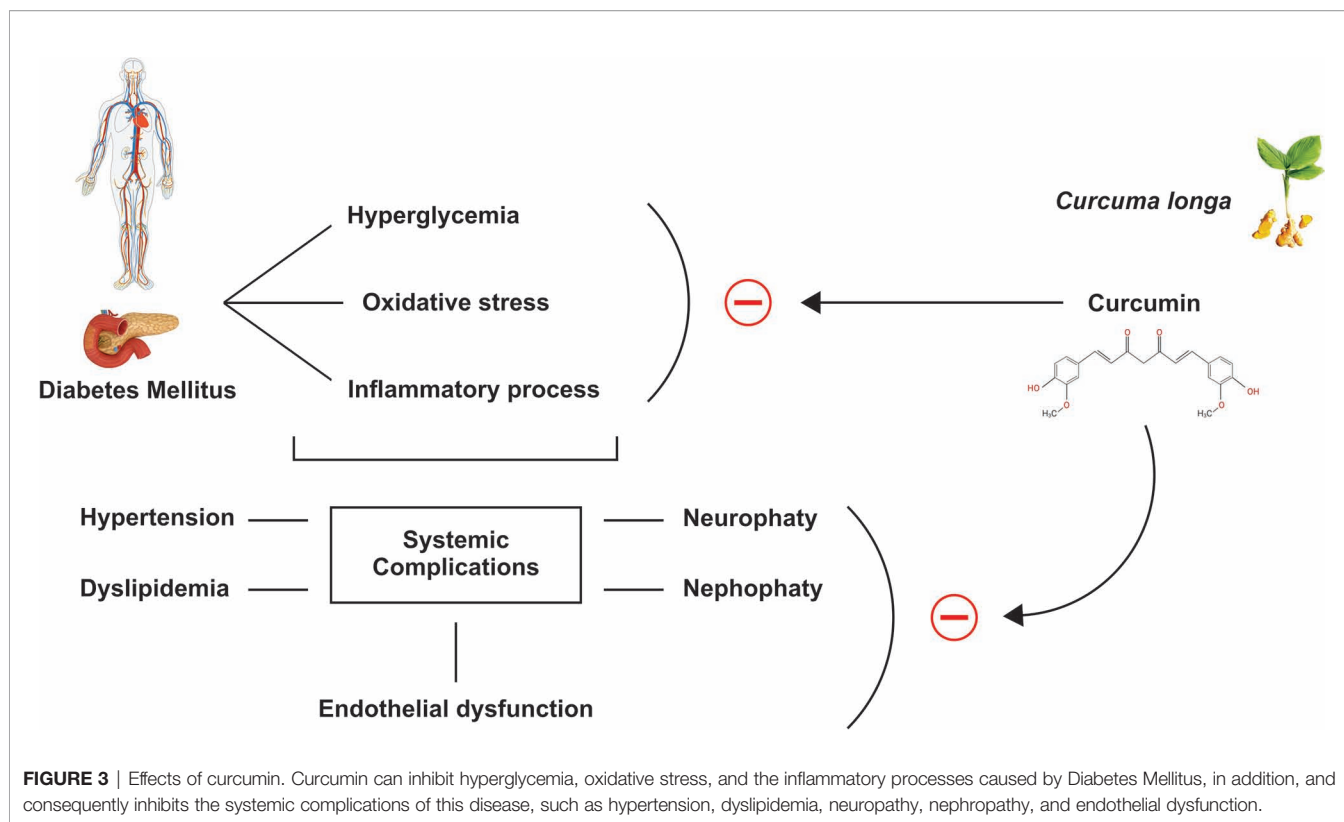 Hyperglycemia
Curcuma longa
Oxidative stress
Curcumin
Diabetes Mellitus
Inflammatory process
O O
HO
O
H₃C
O
H₃C
OH
Hypertension
Systemic
Complications
Neurophaty
Dyslipidemia
Nephophaty
Endothelial dysfunction
FIGURE 3 | Effects of curcumin. Curcumin can inhibit hyperglycemia, oxidative stress, and the inflammatory processes caused by Diabetes Mellitus, in addition, and
consequently inhibits the systemic complications of this disease, such as hypertension, dyslipidemia, neuropathy, nephropathy, and endothelial dysfunction.